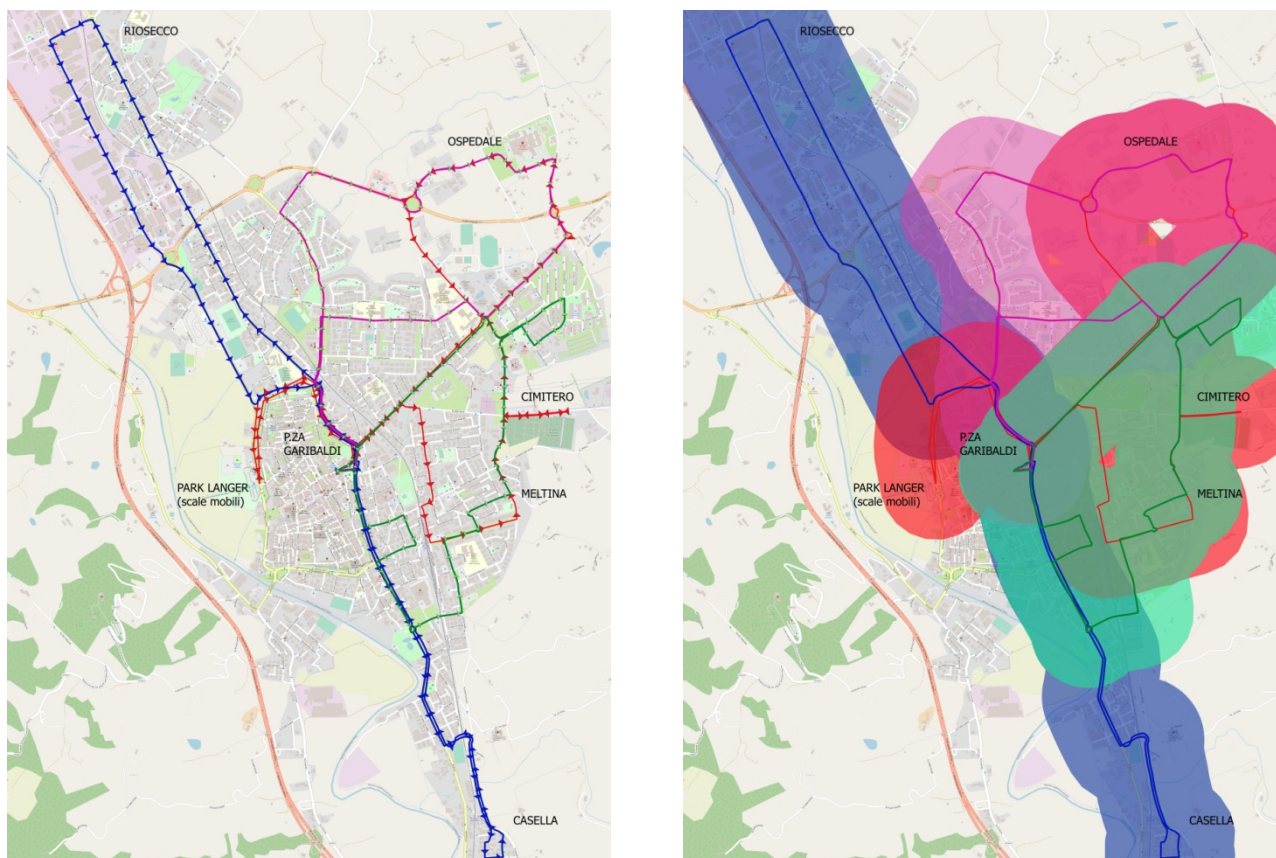 RIOSECCO
OSPEDALE
CIMITERO
P.ZA
GARIBALDI
PARK LANGER
(scale mobili)
MELTINA
CASELLA
RIOSECCO
OSPEDALE
CIMITERO
P.ZA
GARIBALDI
PARK LANGER
(scale mobili)
MELTINA
CASELLA